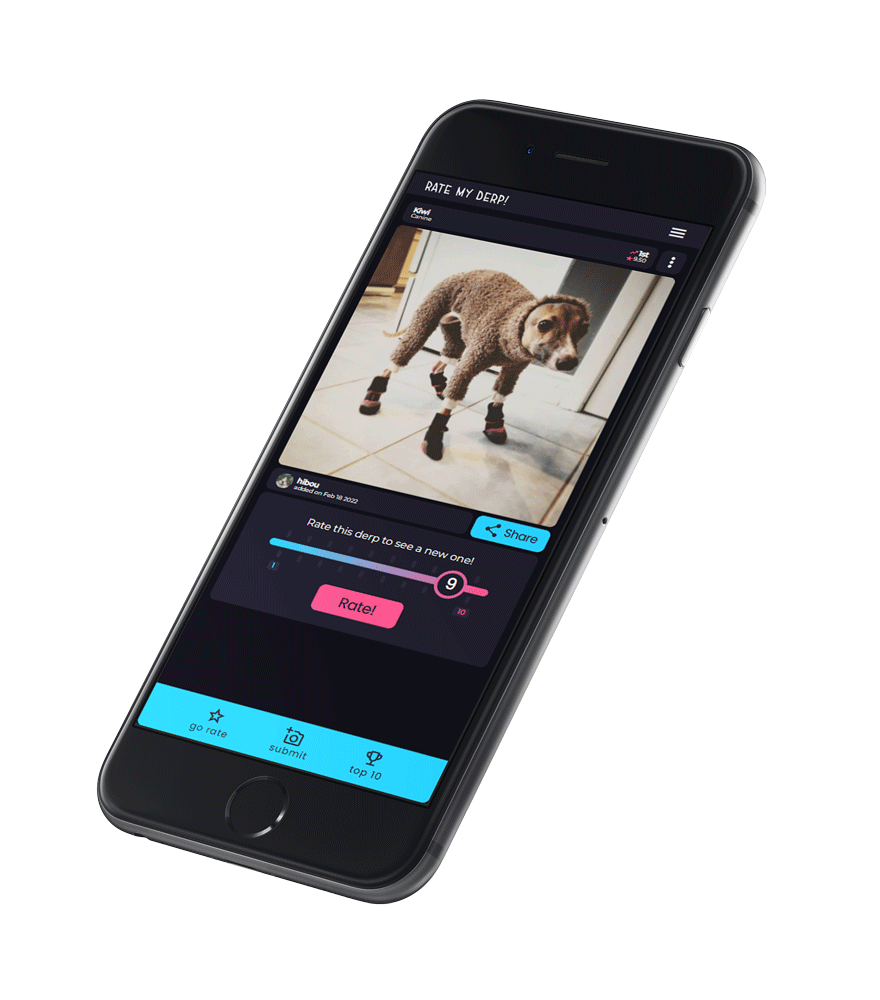 RATE MY DERP!
Kiwi
Canine
1st
9.50
hibou
added on Feb 18 2022
Share
Rate this derp to see a new one!
9
1
10
Rate!
go rate
submit
top 10